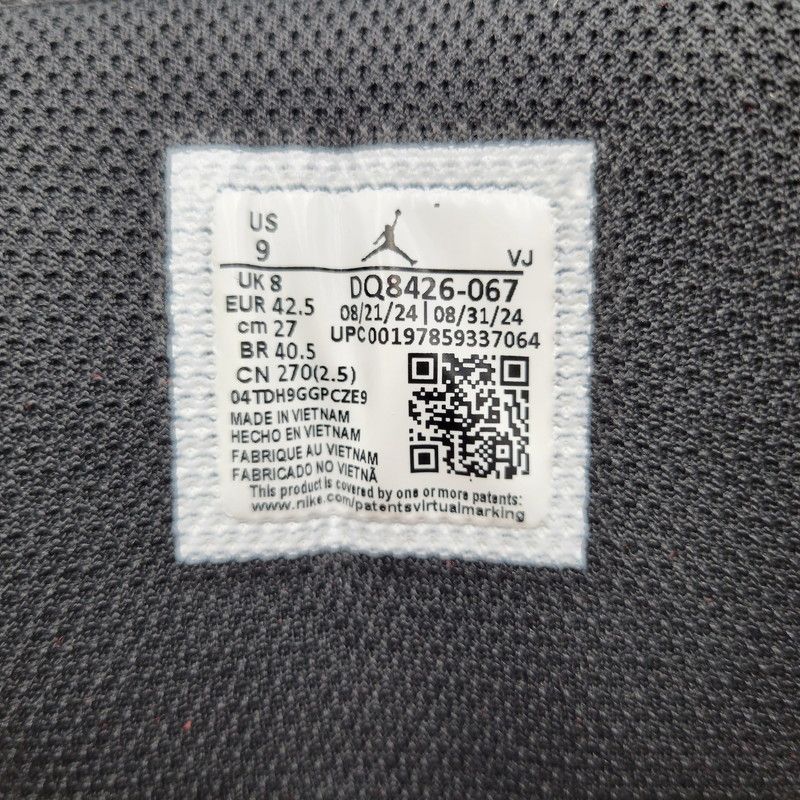 US
9
VJ
UK 8
EUR 42.5
cm 27
BR 40.5
CN 270(2.5)
DQ8426-067
08/21/24 | 08/31/24
UPC00197859337064
04TDH9GGPCZE9
MADE IN VIETNAM
HECHO EN VIETNAM
FABRIQUE AU VIETNAM
FABRICADO NO VIETNÃ
This product is covered by one or more patents:
www.nike.com/patentsvirtualmarking